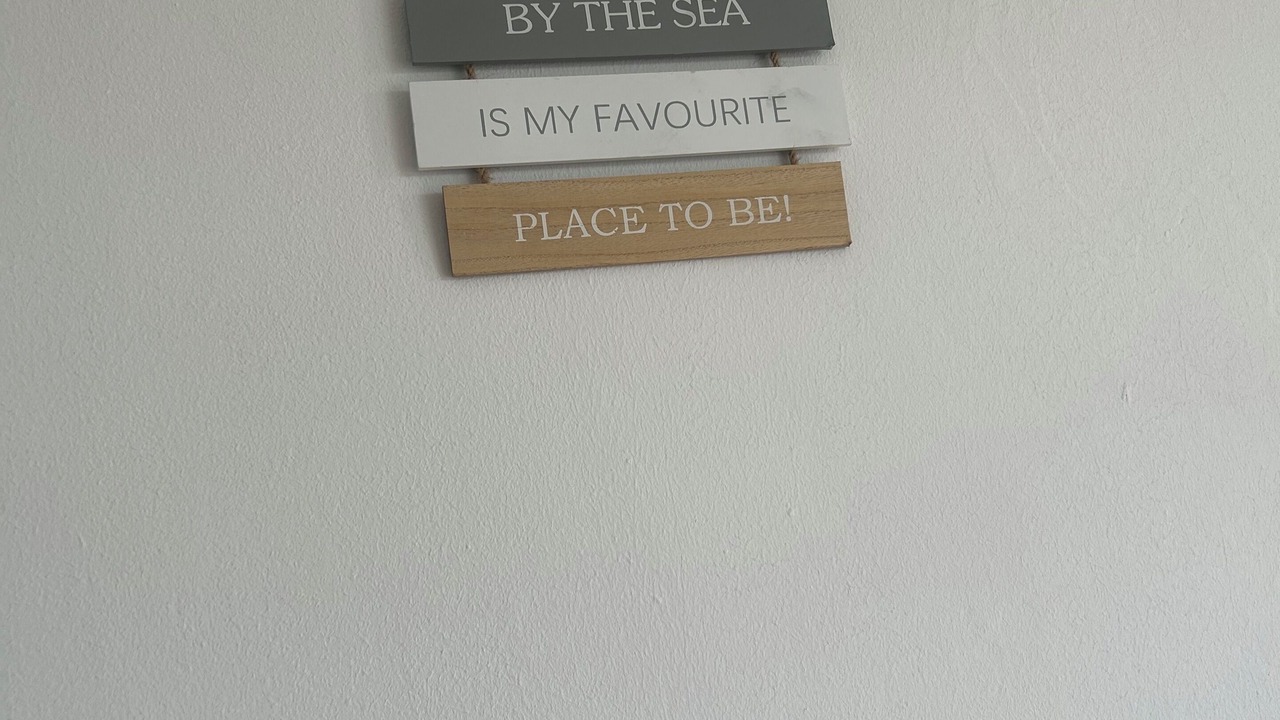 BY THE SEA
IS MY FAVOURITE
PLACE TO BE!